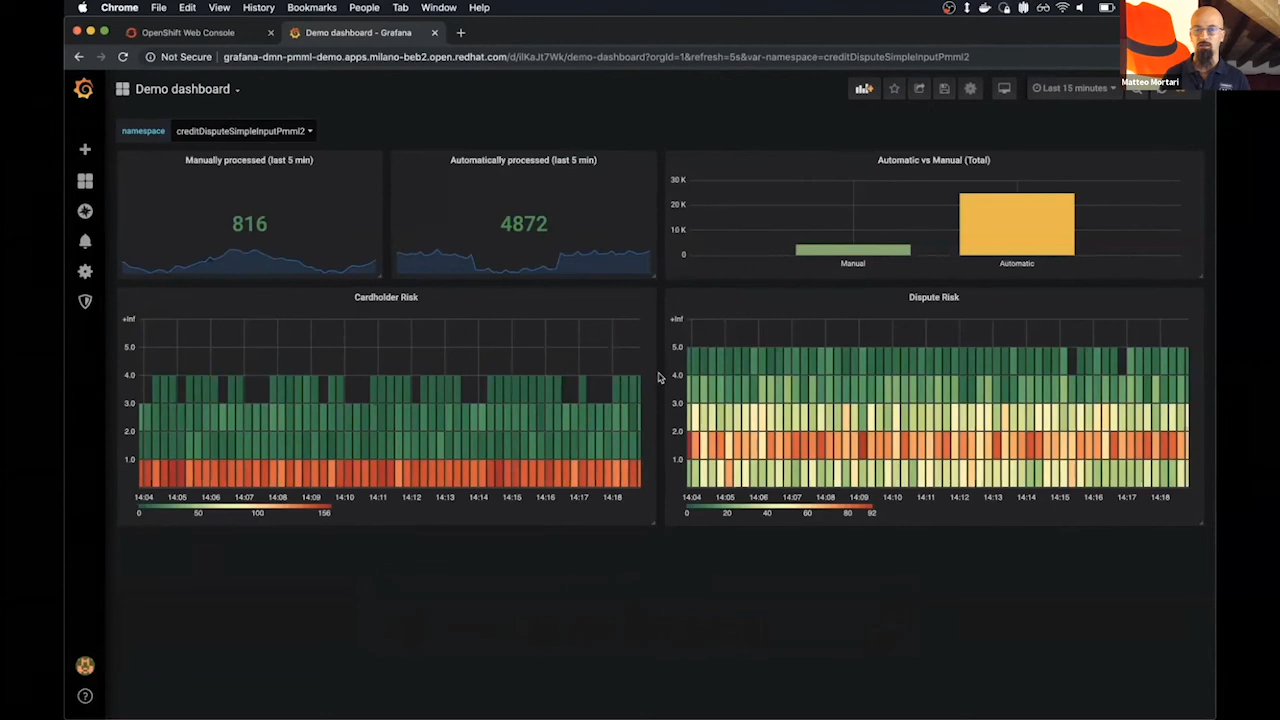 Chrome File Edit View History Bookmarks People Tab Window Help
OpenShift Web Console
Demo dashboard - Grafana
Not Secure grafana-dmn-pmml-demo.apps.milano-beb2.open.redhat.com/d/iIKaJt7Wk/demo-dashboard?orgId=1&refresh=5s&var-namespace=creditDisputeSimpleInputPmml2
Matteo Mortari
Demo dashboard
Last 15 minutes
namespace creditDisputeSimpleInputPmml2
Manually processed (last 5 min)
816
Automatically processed (last 5 min)
4872
Automatic vs Manual (Total)
30 K
20 K
10 K
0
Manual Automatic
Cardholder Risk
+Inf
5.0
4.0
3.0
2.0
1.0
14:04 14:05 14:06 14:07 14:08 14:09 14:10 14:11 14:12 14:13 14:14 14:15 14:16 14:17 14:18
0 50 100 156
Dispute Risk
+Inf
5.0
4.0
3.0
2.0
1.0
14:04 14:05 14:06 14:07 14:08 14:09 14:10 14:11 14:12 14:13 14:14 14:15 14:16 14:17 14:18
0 20 40 60 80 92